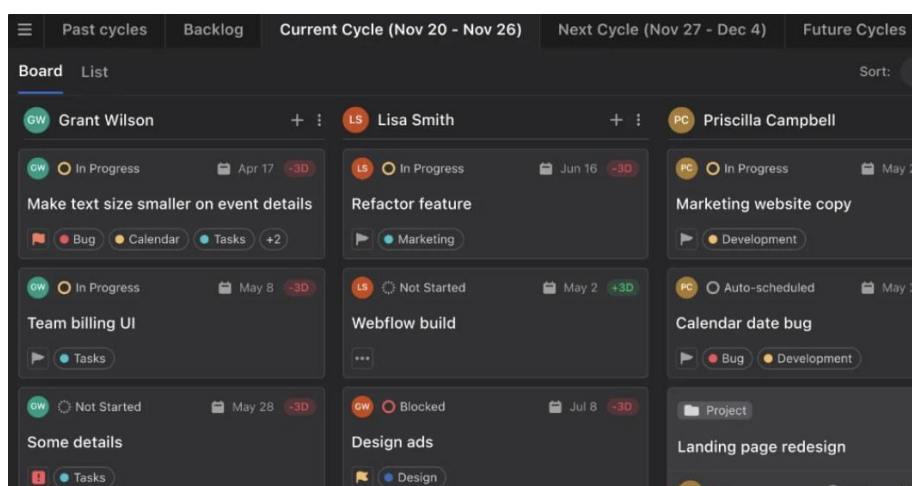 Past cycles Backlog Current Cycle (Nov 20 - Nov 26) Next Cycle (Nov 27 - Dec 4) Future Cycles
Board List Sort:
GW Grant Wilson
GW In Progress Apr 17 -3D
Make text size smaller on event details
Bug Calendar Tasks +2
GW In Progress May 8 -3D
Team billing UI
Tasks
GW Not Started May 28 -3D
Some details
Tasks
LS Lisa Smith
LS In Progress Jun 16 -3D
Refactor feature
Marketing
LS Not Started May 2 +3D
Webflow build
GW Blocked Jul 8 -3D
Design ads
Design
PC Priscilla Campbell
PC In Progress May
Marketing website copy
Development
PC Auto-scheduled May
Calendar date bug
Bug Development
Project
Landing page redesign